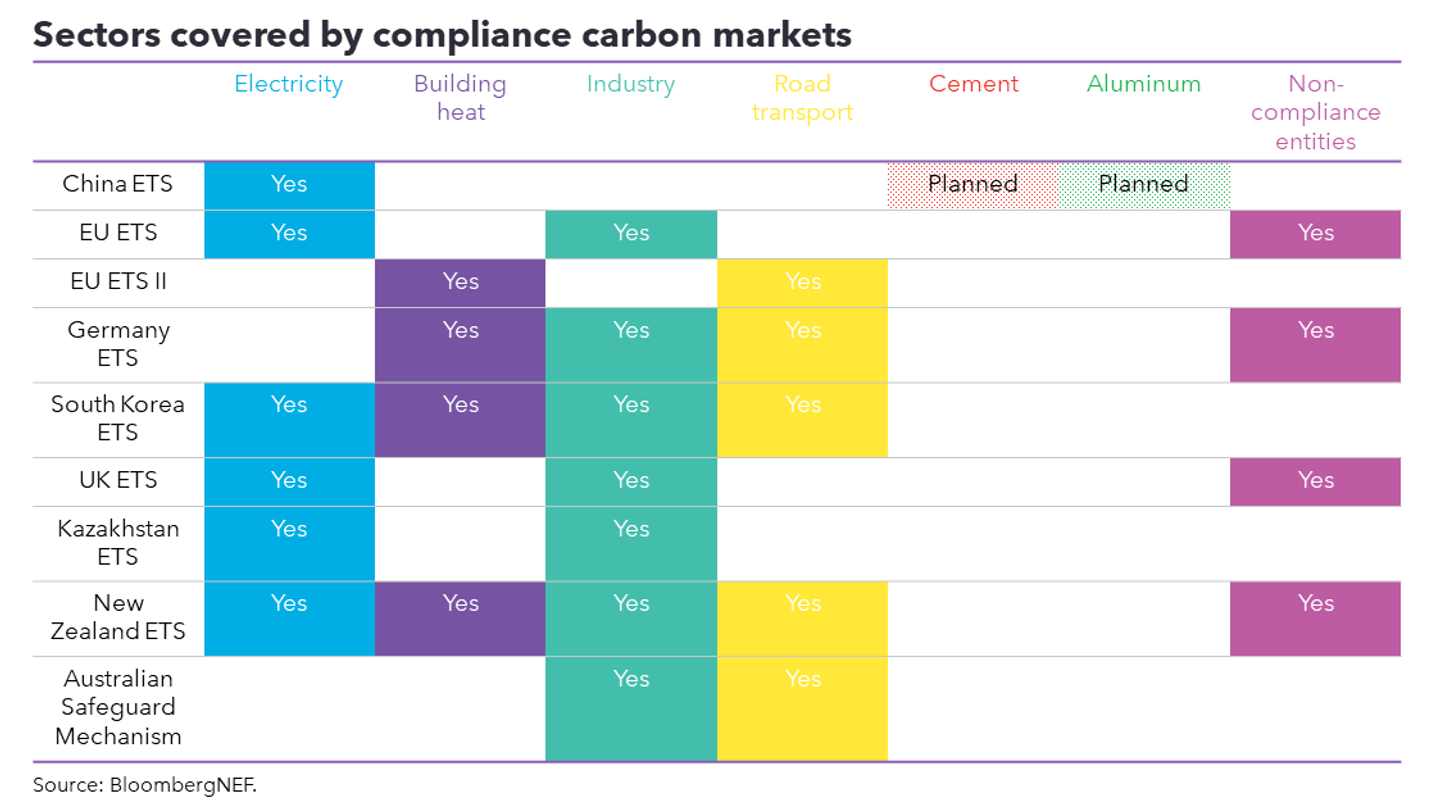 Sectors covered by compliance carbon markets
Electricity Building heat Industry Road transport Cement Aluminum Non-compliance entities
China ETS Yes Planned Planned
EU ETS Yes Yes Yes
EU ETS II Yes Yes
Germany ETS Yes Yes Yes Yes
South Korea ETS Yes Yes Yes Yes
UK ETS Yes Yes Yes
Kazakhstan ETS Yes Yes
New Zealand ETS Yes Yes Yes Yes Yes
Australian Safeguard Mechanism Yes Yes
Source: BloombergNEF.